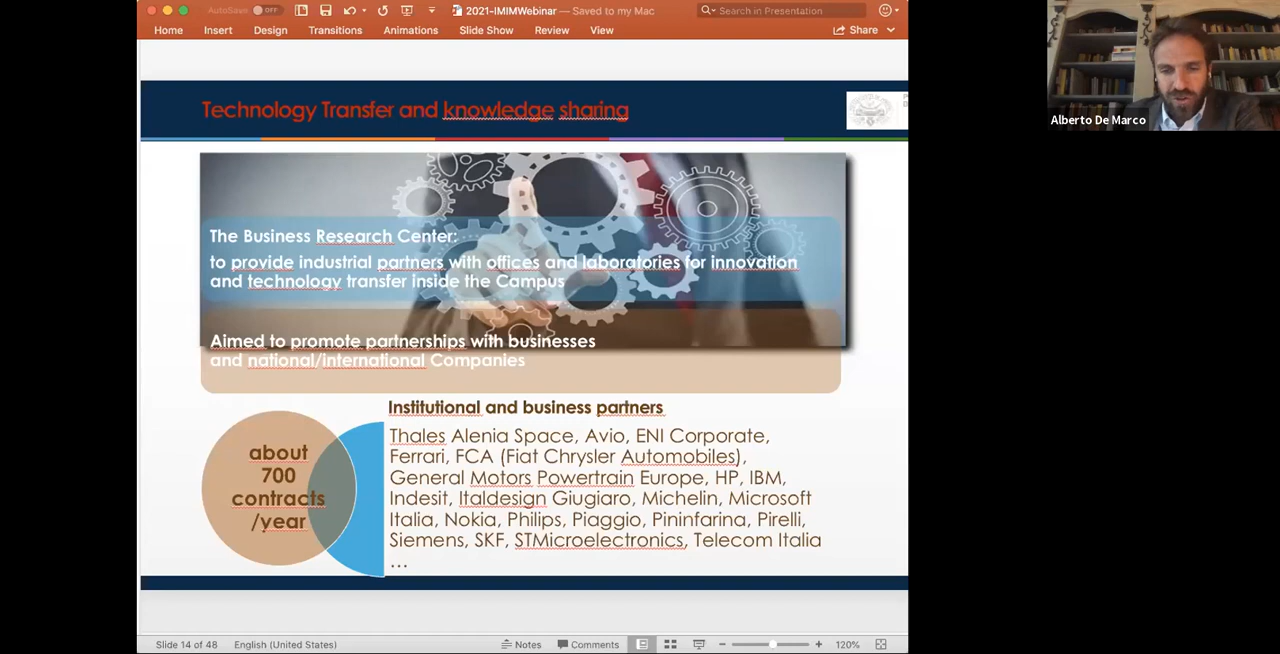 AutoSave OFF
2021-IMIMWebinar — Saved to my Mac
Search in Presentation
Home Insert Design Transitions Animations Slide Show Review View
Share
Alberto De Marco
Technology Transfer and knowledge sharing
The Business Research Center:
to provide industrial partners with offices and laboratories for innovation
and technology transfer inside the Campus
Aimed to promote partnerships with businesses
and national/international Companies
about
700
contracts
/year
Institutional and business partners
Thales Alenia Space, Avio, ENI Corporate,
Ferrari, FCA (Fiat Chrysler Automobiles),
General Motors Powertrain Europe, HP, IBM,
Indesit, Italdesign Giugiaro, Michelin, Microsoft
Italia, Nokia, Philips, Piaggio, Pininfarina, Pirelli,
Siemens, SKF, STMicroelectronics, Telecom Italia
...
Slide 14 of 48 English (United States)
Notes Comments
120%